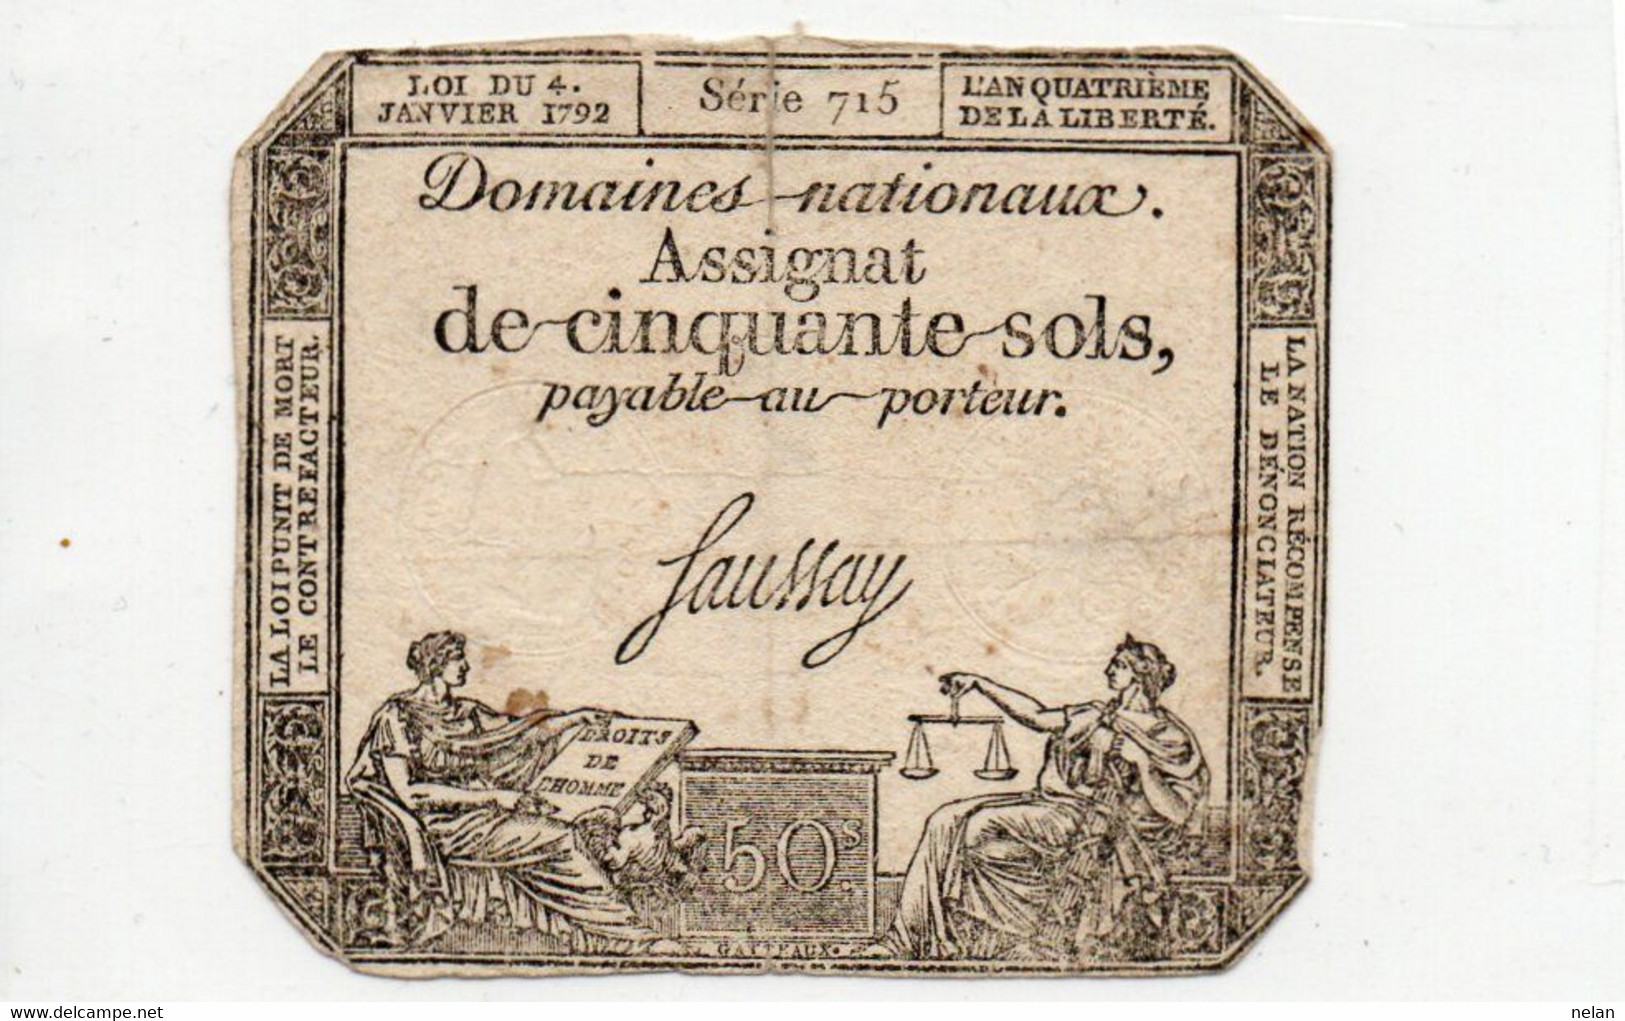 LOI DU 4.
JANVIER 1792
Série 715
L'AN QUATRIÈME
DE LA LIBERTÉ.
Domaines nationaux.
Assignat
de cinquante sols,
payable au porteur.
LA LOI PUNIT DE MORT
LE CONTREFACTEUR.
LA NATION RÉCOMPENSE
LE DÉNONCIATEUR.
Saussay
DROITS
DE
L'HOMME
50s.
GATTEAUX.
www.delcampe.net
nelan